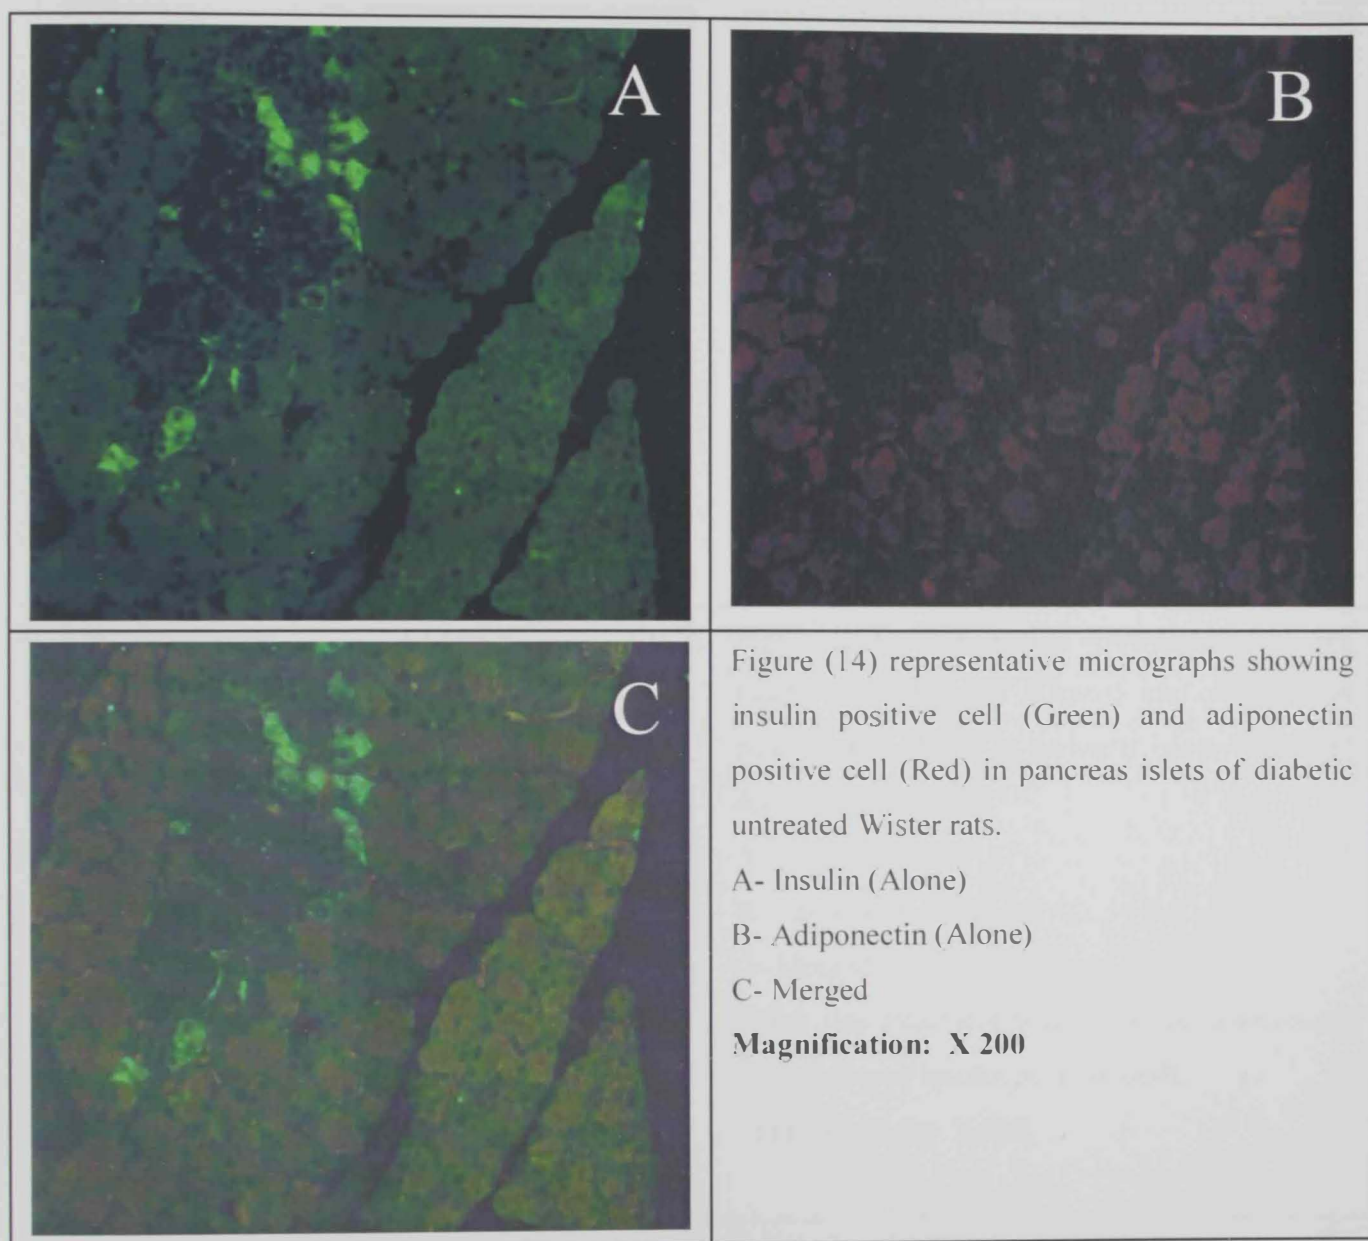 A
B
C
Figure (14) representative micrographs showing
insulin positive cell (Green) and adiponectin
positive cell (Red) in pancreas islets of diabetic
untreated Wister rats.
A- Insulin (Alone)
B- Adiponectin (Alone)
C- Merged
Magnification: X 200